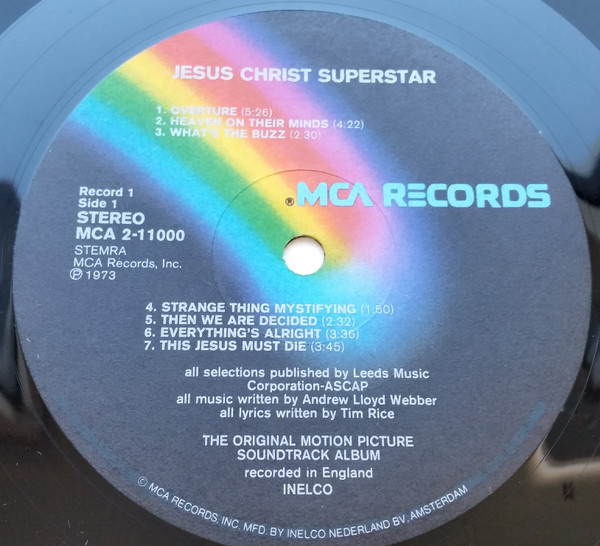 JESUS CHRIST SUPERSTAR
1. OVERTURE (5:26)
2. HEAVEN ON THEIR MINDS (4:22)
3. WHAT'S THE BUZZ (2:30)
® MCA RECORDS
Record 1
Side 1
STEREO
MCA 2-11000
STEMRA
MCA Records, Inc.
℗ 1973
4. STRANGE THING MYSTIFYING (1:50)
5. THEN WE ARE DECIDED (2:32)
6. EVERYTHING'S ALRIGHT (3:36)
7. THIS JESUS MUST DIE (3:45)
all selections published by Leeds Music
Corporation-ASCAP
all music written by Andrew Lloyd Webber
all lyrics written by Tim Rice
THE ORIGINAL MOTION PICTURE
SOUNDTRACK ALBUM
recorded in England
INELCO
© MCA RECORDS, INC. MFD. BY INELCO NEDERLAND BV, AMSTERDAM